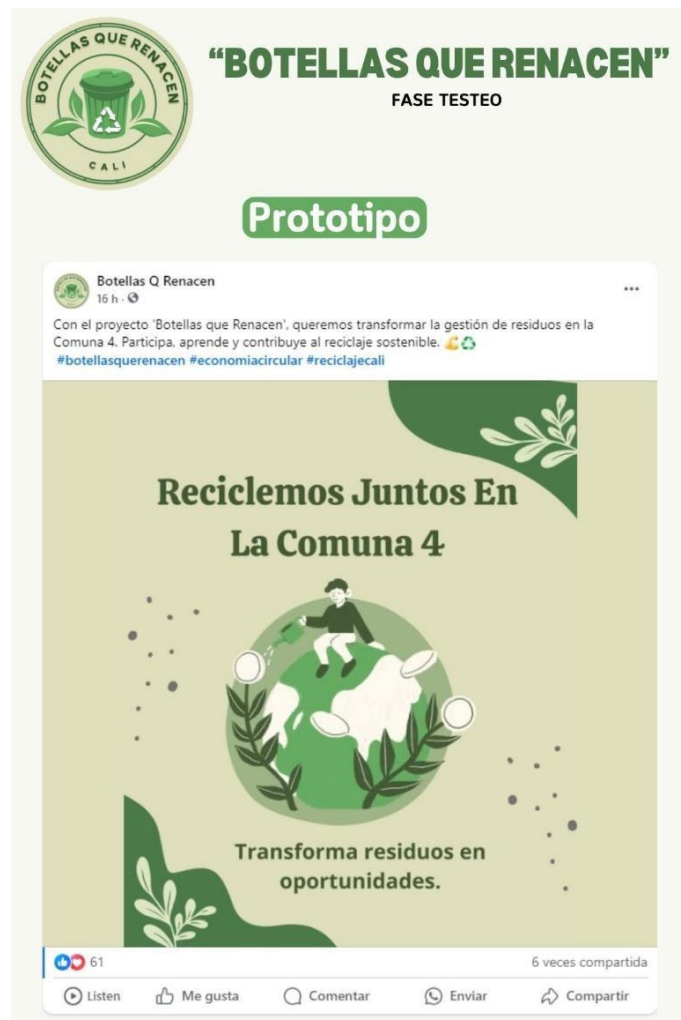 BOTELLAS QUE RENACEN
CALI
“BOTELLAS QUE RENACEN”
FASE TESTEO
Prototipo
Botellas Q Renacen
16 h ·
Con el proyecto 'Botellas que Renacen', queremos transformar la gestión de residuos en la
Comuna 4. Participa, aprende y contribuye al reciclaje sostenible. 💪♻
#botellasquerenacen #economiacircular #reciclajecali
Reciclemos Juntos En
La Comuna 4
Transforma residuos en
oportunidades.
61
6 veces compartida
Listen
Me gusta
Comentar
Enviar
Compartir